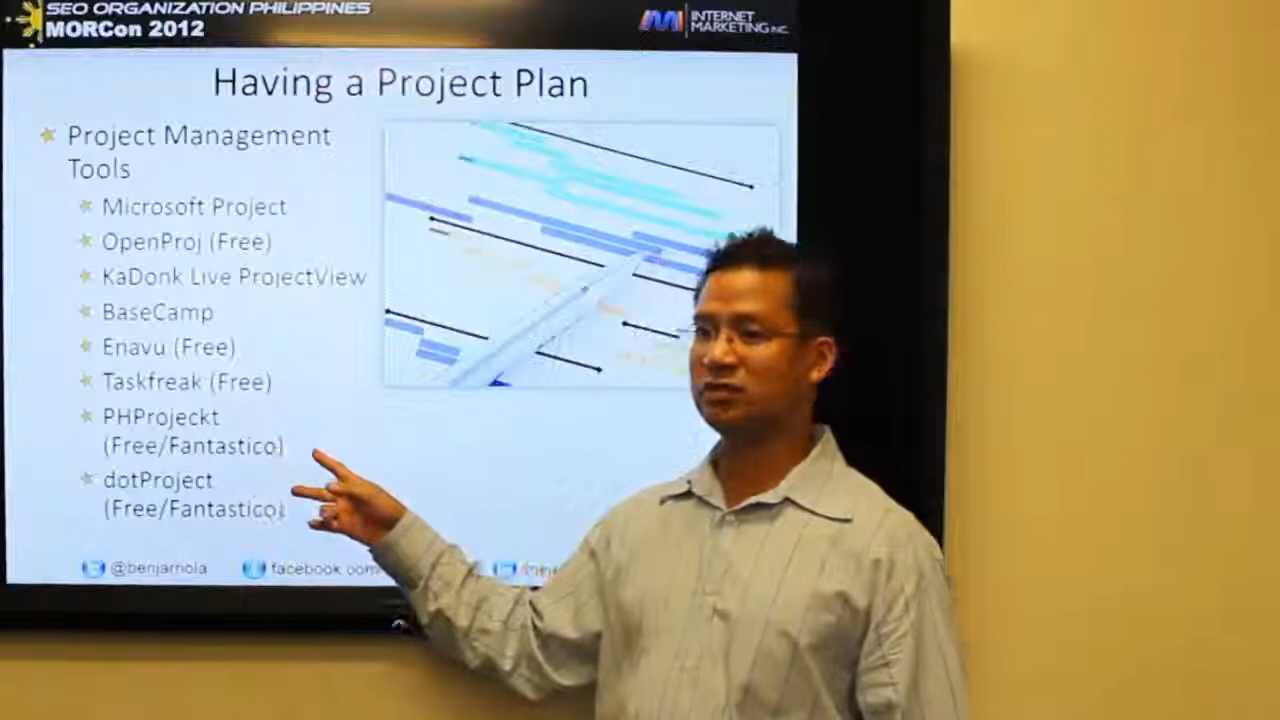 SEO ORGANIZATION PHILIPPINES
MORCon 2012
INTERNET
MARKETING INC.
Having a Project Plan
Project Management
Tools
Microsoft Project
OpenProj (Free)
KaDonk Live ProjectView
BaseCamp
Enavu (Free)
Taskfreak (Free)
PHProjeckt
(Free/Fantastico)
dotProject
(Free/Fantastico)
@benjarriola
facebook.com